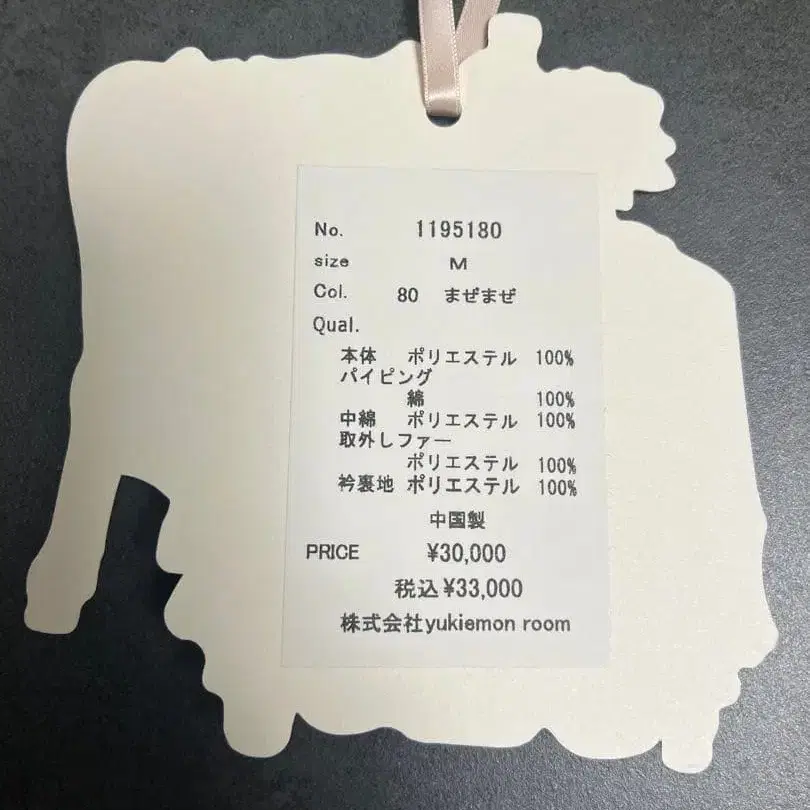 No. 1195180
size M
Col. 80 まぜまぜ
Qual.
本体 ポリエステル 100%
パイピング
綿 100%
中綿 ポリエステル 100%
取外しファー
ポリエステル 100%
衿裏地 ポリエステル 100%
中国製
PRICE ¥30,000
税込 ¥33,000
株式会社yukiemon room